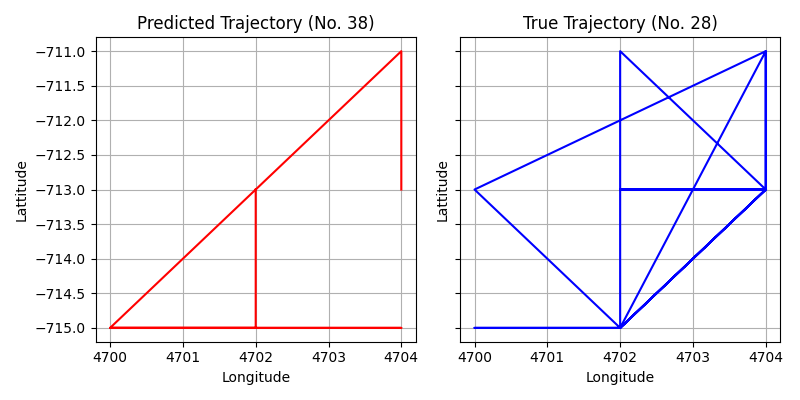 Predicted Trajectory (No. 38)
True Trajectory (No. 28)
Lattitude
−711.0
−711.5
−712.0
−712.5
−713.0
−713.5
−714.0
−714.5
−715.0
4700 4701 4702 4703 4704
Longitude
Lattitude
4700 4701 4702 4703 4704
Longitude